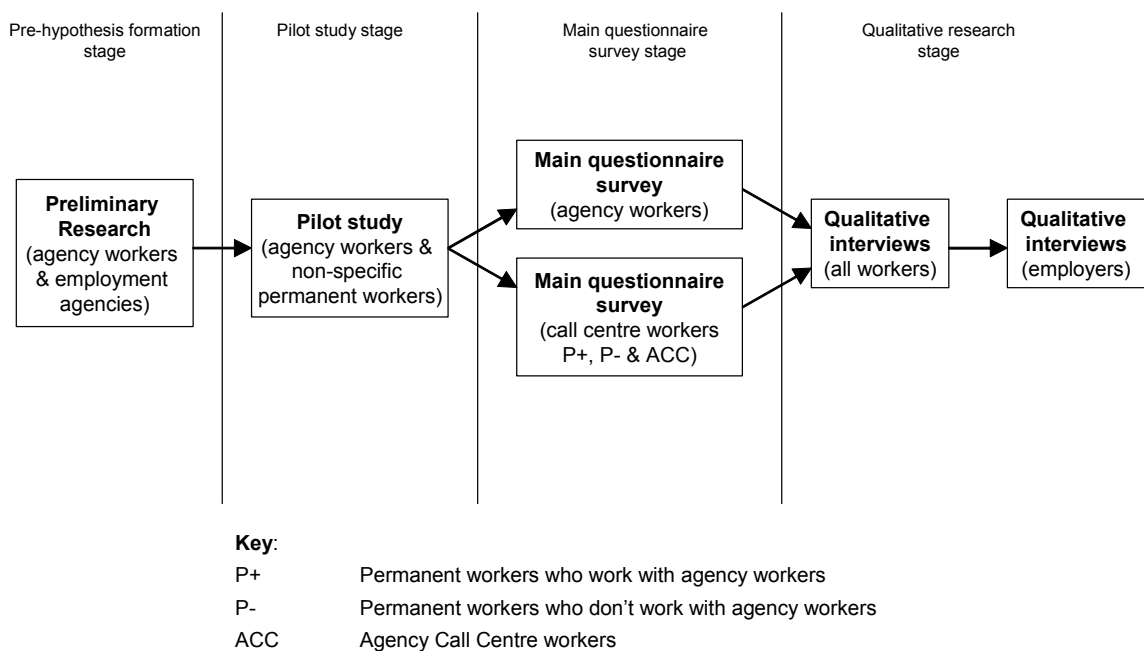 Pre-hypothesis formation
stage
Pilot study stage
Main questionnaire
survey stage
Qualitative research
stage
Preliminary
Research
(agency workers
& employment
agencies)
Pilot study
(agency workers &
non-specific
permanent workers)
Main questionnaire
survey
(agency workers)
Main questionnaire
survey
(call centre workers
P+, P- & ACC)
Qualitative
interviews
(all workers)
Qualitative
interviews
(employers)
Key:
P+ Permanent workers who work with agency workers
P- Permanent workers who don’t work with agency workers
ACC Agency Call Centre workers